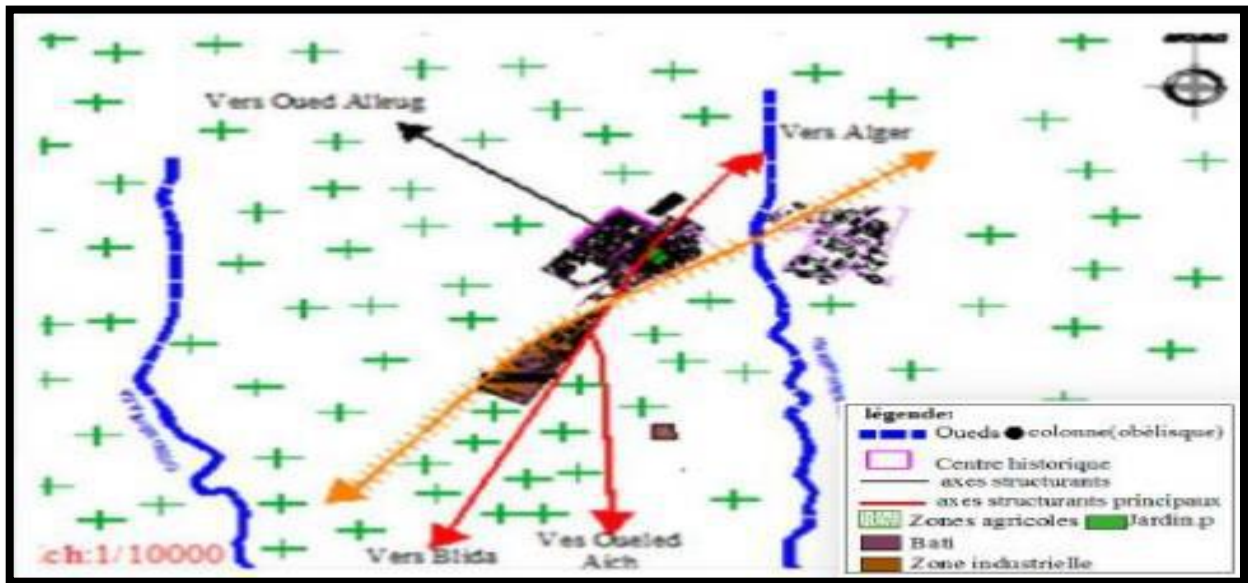 Vers Oued Alleug
Vers Alger
Vers Blida
Ves Oueled
Aich
ch:1/10000
légende:
Oueds colonne(obélisque)
Centre historique
axes structurants
axes structurants principaux
Zones agricoles Jardin.p
Bati
Zone industrielle